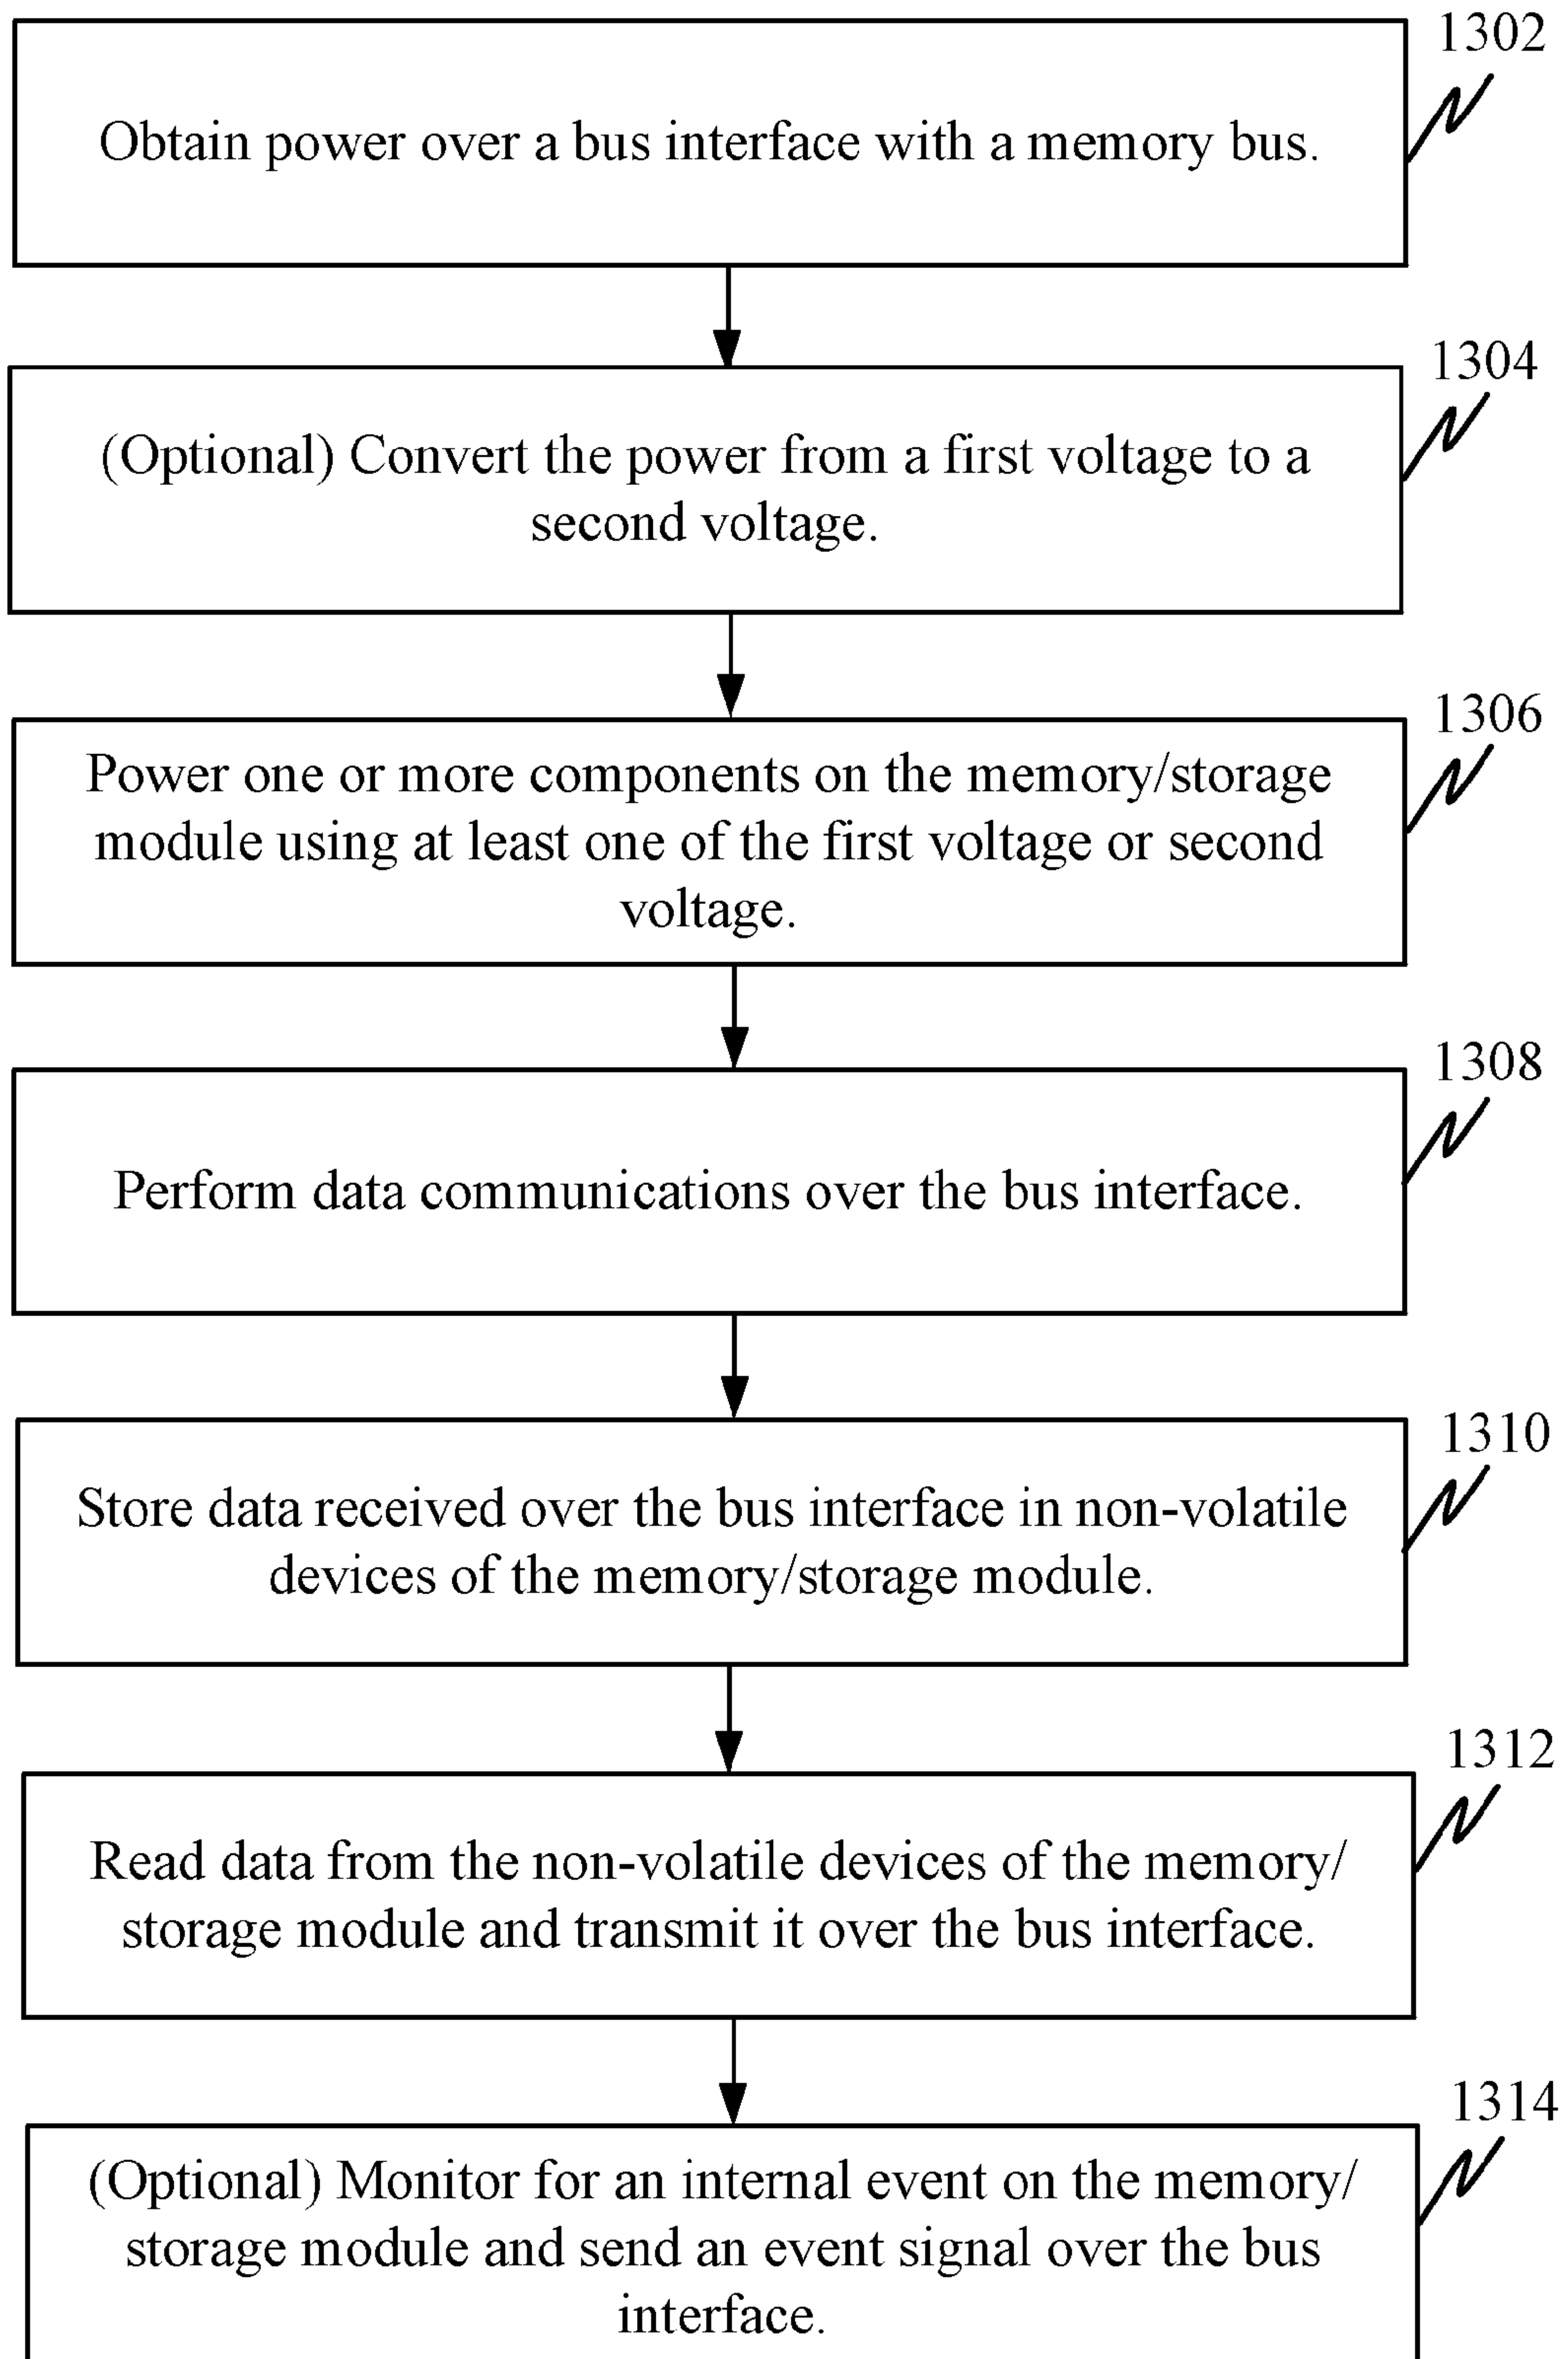 1302
Obtain power over a bus interface with a memory bus.
1304
(Optional) Convert the power from a first voltage to a
second voltage.
1306
Power one or more components on the memory/storage
module using at least one of the first voltage or second
voltage.
1308
Perform data communications over the bus interface.
1310
Store data received over the bus interface in non-volatile
devices of the memory/storage module.
1312
Read data from the non-volatile devices of the memory/
storage module and transmit it over the bus interface.
1314
(Optional) Monitor for an internal event on the memory/
storage module and send an event signal over the bus
interface.